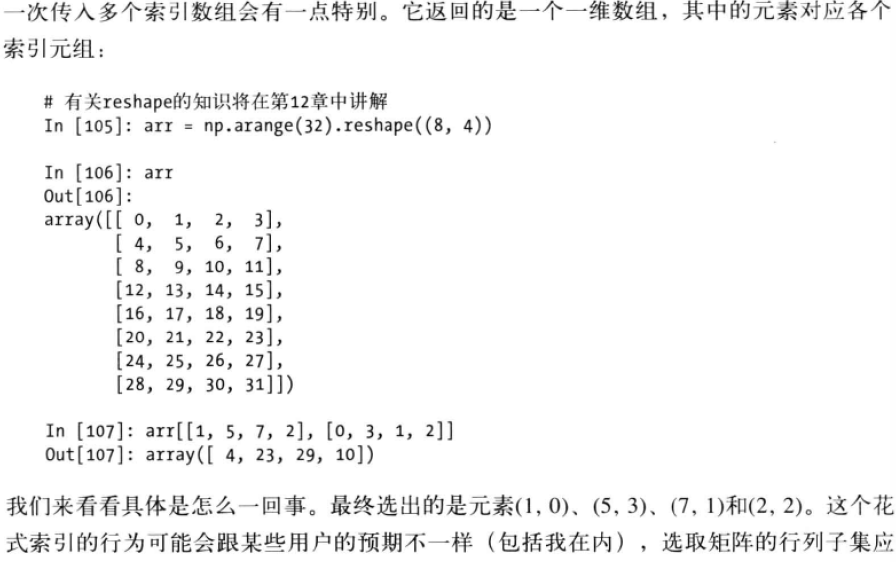 一次传入多个索引数组会有一点特别。它返回的是一个一维数组，其中的元素对应各个
索引元组：
# 有关reshape的知识将在第12章中讲解
In [105]: arr = np.arange(32).reshape((8, 4))
In [106]: arr
Out[106]:
array([[ 0, 1, 2, 3],
[ 4, 5, 6, 7],
[ 8, 9, 10, 11],
[12, 13, 14, 15],
[16, 17, 18, 19],
[20, 21, 22, 23],
[24, 25, 26, 27],
[28, 29, 30, 31]])
In [107]: arr[[1, 5, 7, 2], [0, 3, 1, 2]]
Out[107]: array([ 4, 23, 29, 10])
我们来看看具体是怎么一回事。最终选出的是元素(1, 0)、(5, 3)、(7, 1)和(2, 2)。这个花
式索引的行为可能会跟某些用户的预期不一样（包括我在内），选取矩阵的行列子集应